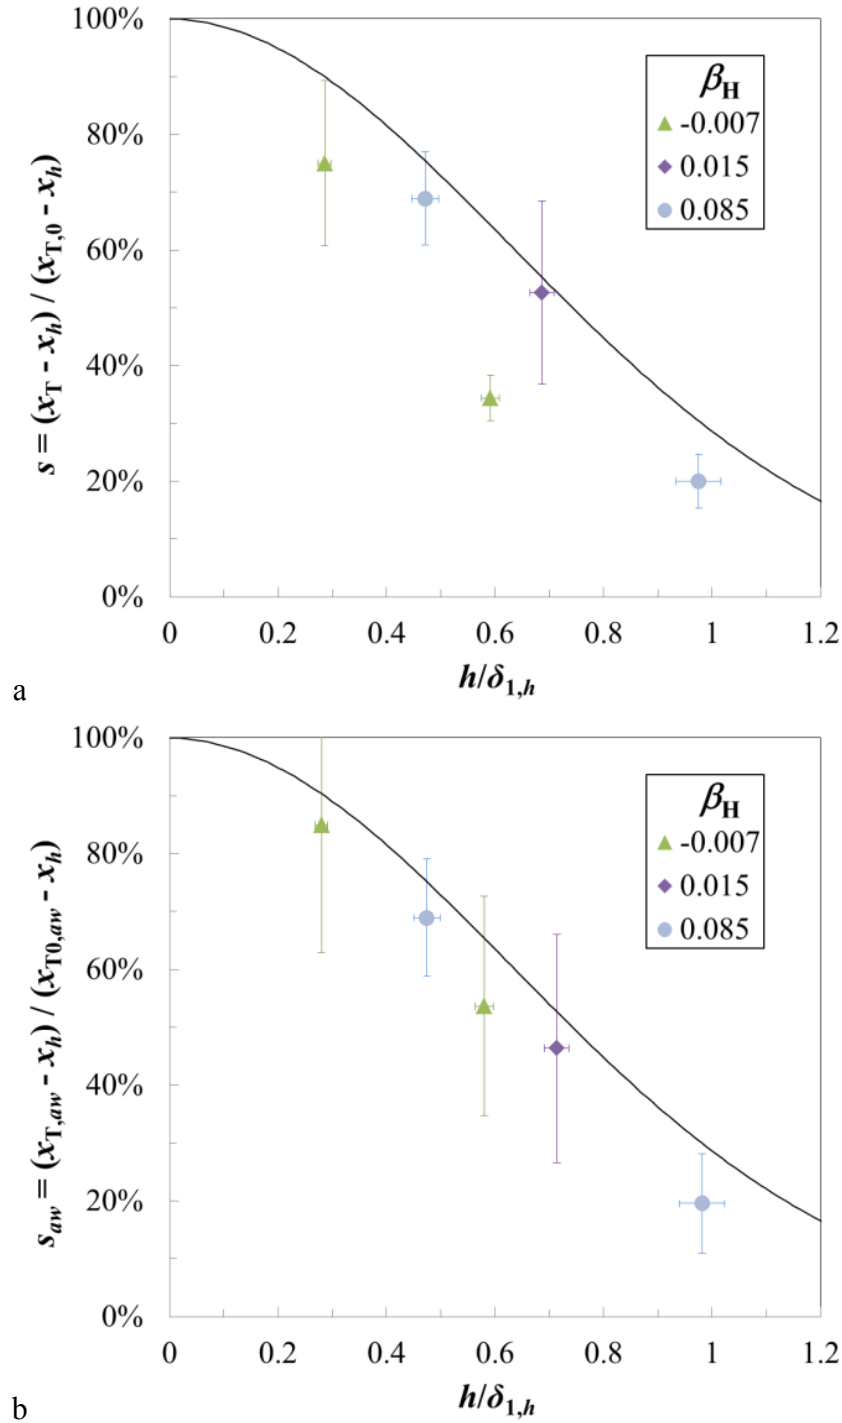 100%
80%
60%
40%
20%
0%
s = (xT - xh) / (xT,0 - xh)
βH
-0.007
0.015
0.085
0 0.2 0.4 0.6 0.8 1 1.2
h/δ1,h
a
100%
80%
60%
40%
20%
0%
saw = (xT,aw - xh) / (xT0,aw - xh)
βH
-0.007
0.015
0.085
0 0.2 0.4 0.6 0.8 1 1.2
h/δ1,h
b